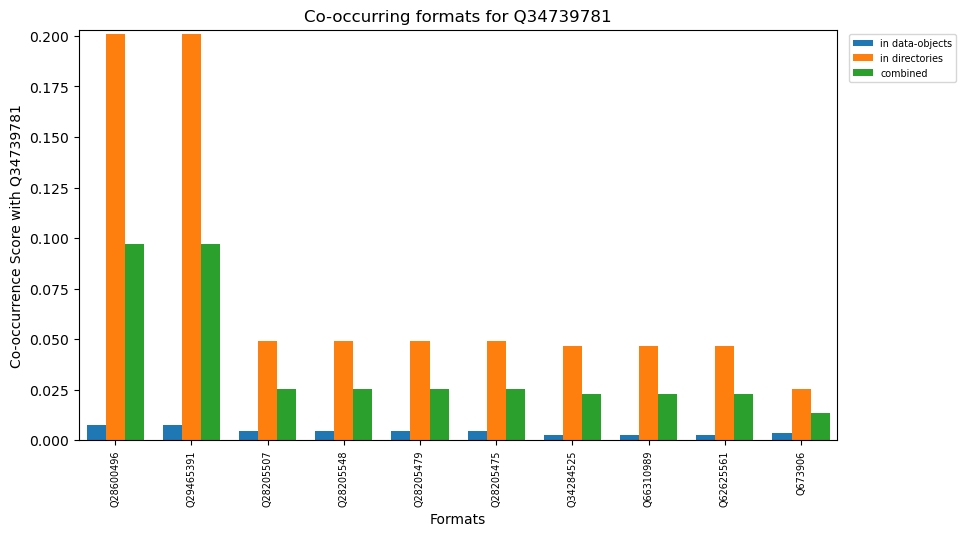 Co-occurring formats for Q34739781
Co-occurrence Score with Q34739781
0.200
0.175
0.150
0.125
0.100
0.075
0.050
0.025
0.000
in data-objects
in directories
combined
Q28600496
Q29465391
Q28205507
Q28205548
Q28205479
Q28205475
Q34284525
Q66310989
Q62625561
Q673906
Formats